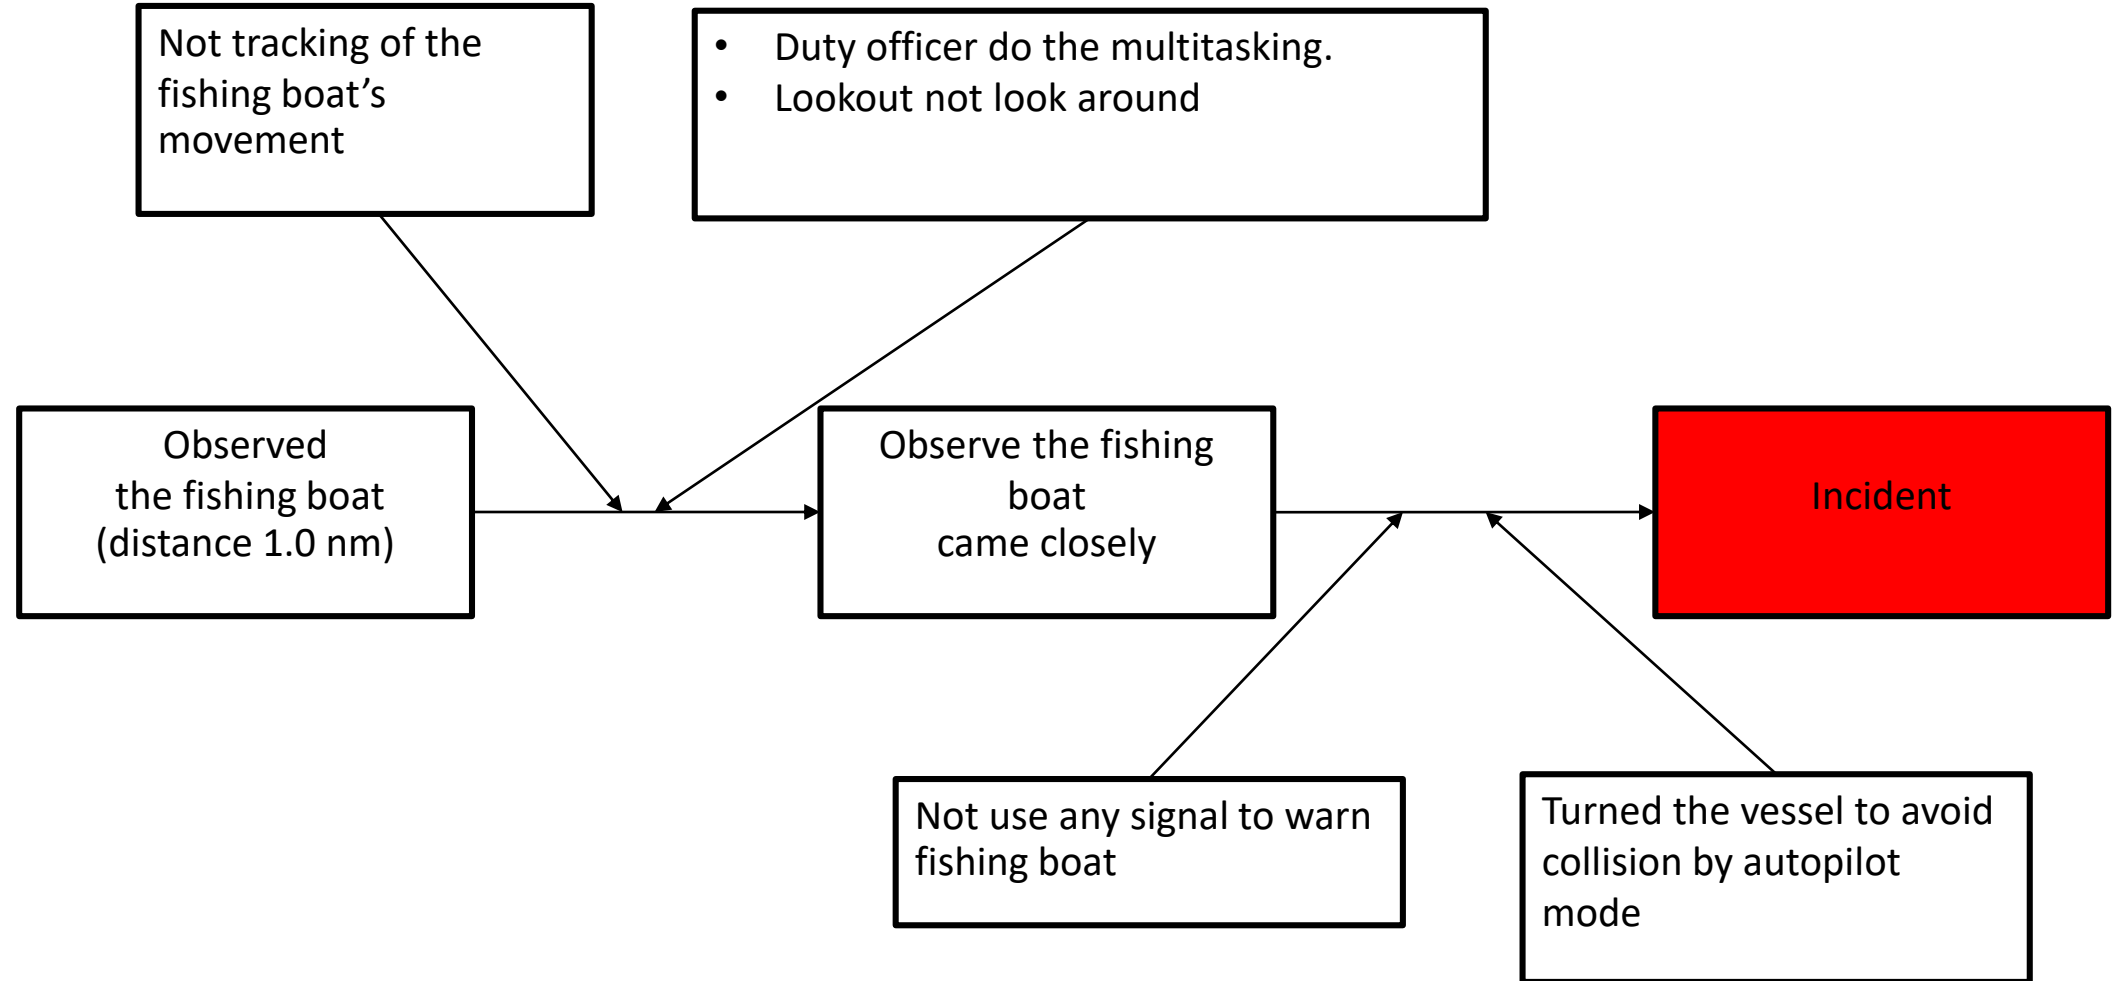 Not tracking of the
fishing boat’s
movement
• Duty officer do the multitasking.
• Lookout not look around
Observed
the fishing boat
(distance 1.0 nm)
Observe the fishing
boat
came closely
Incident
Not use any signal to warn
fishing boat
Turned the vessel to avoid
collision by autopilot
mode